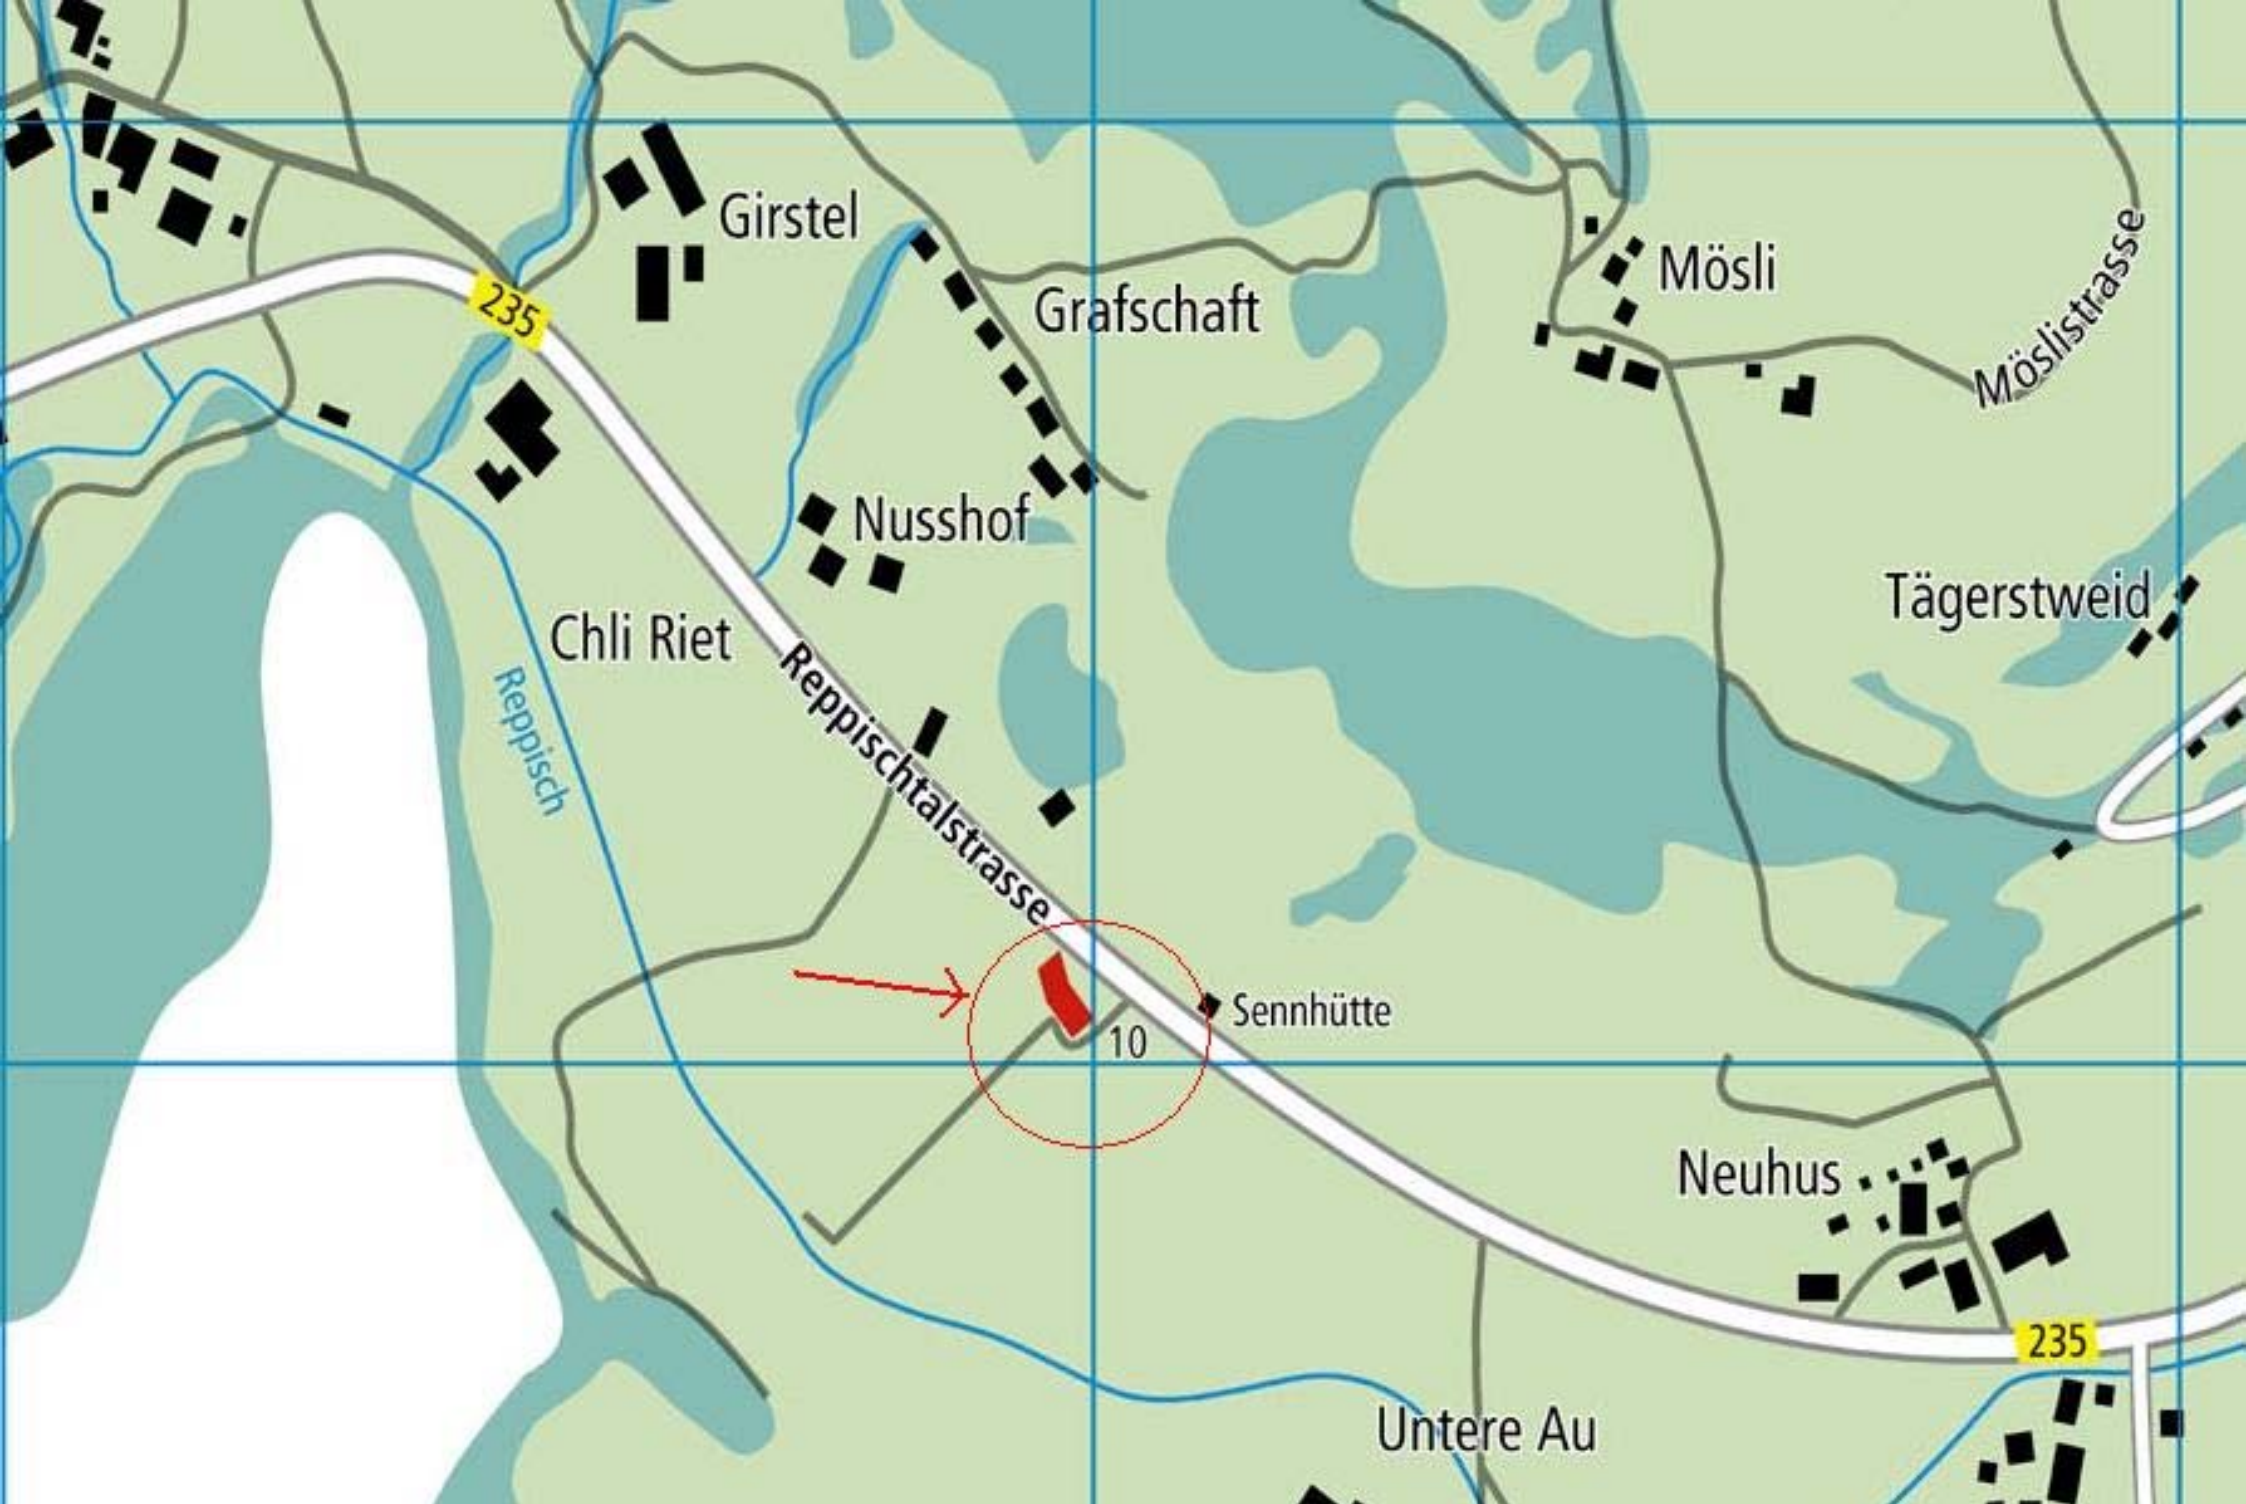 Girstel
Mösli
Möslistrasse
235
Grafschaft
Nusshof
Tägerstweid
Chli Riet
Reppisch
Reppischtalstrasse
Sennhütte
10
Neuhus
235
Untere Au